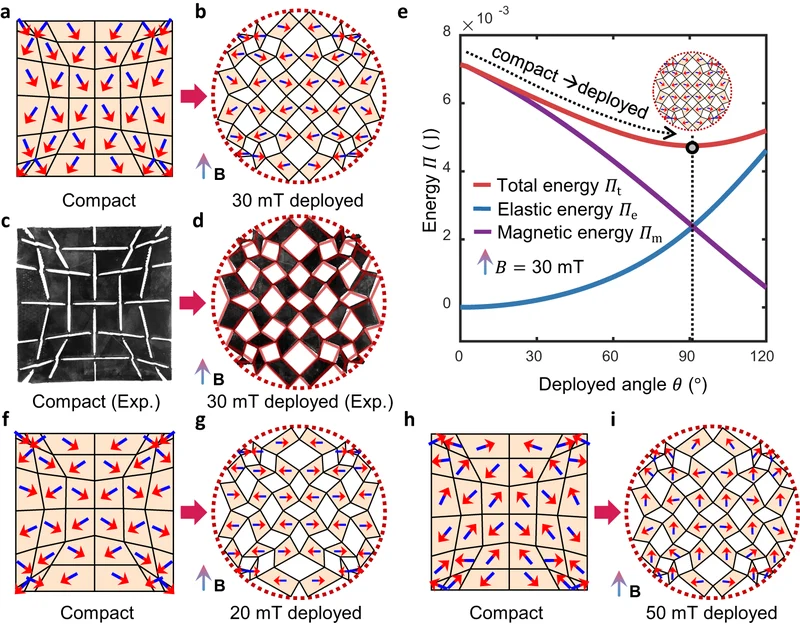 a
b
Compact
B
30 mT deployed
c
d
Compact (Exp.)
B
30 mT deployed (Exp.)
e
×10⁻³
8
6
4
2
0
Energy Π (J)
compact→deployed
Total energy Πt
Elastic energy Πe
Magnetic energy Πm
B = 30 mT
0 30 60 90 120
Deployed angle θ (°)
f
g
Compact
B
20 mT deployed
h
i
Compact
B
50 mT deployed